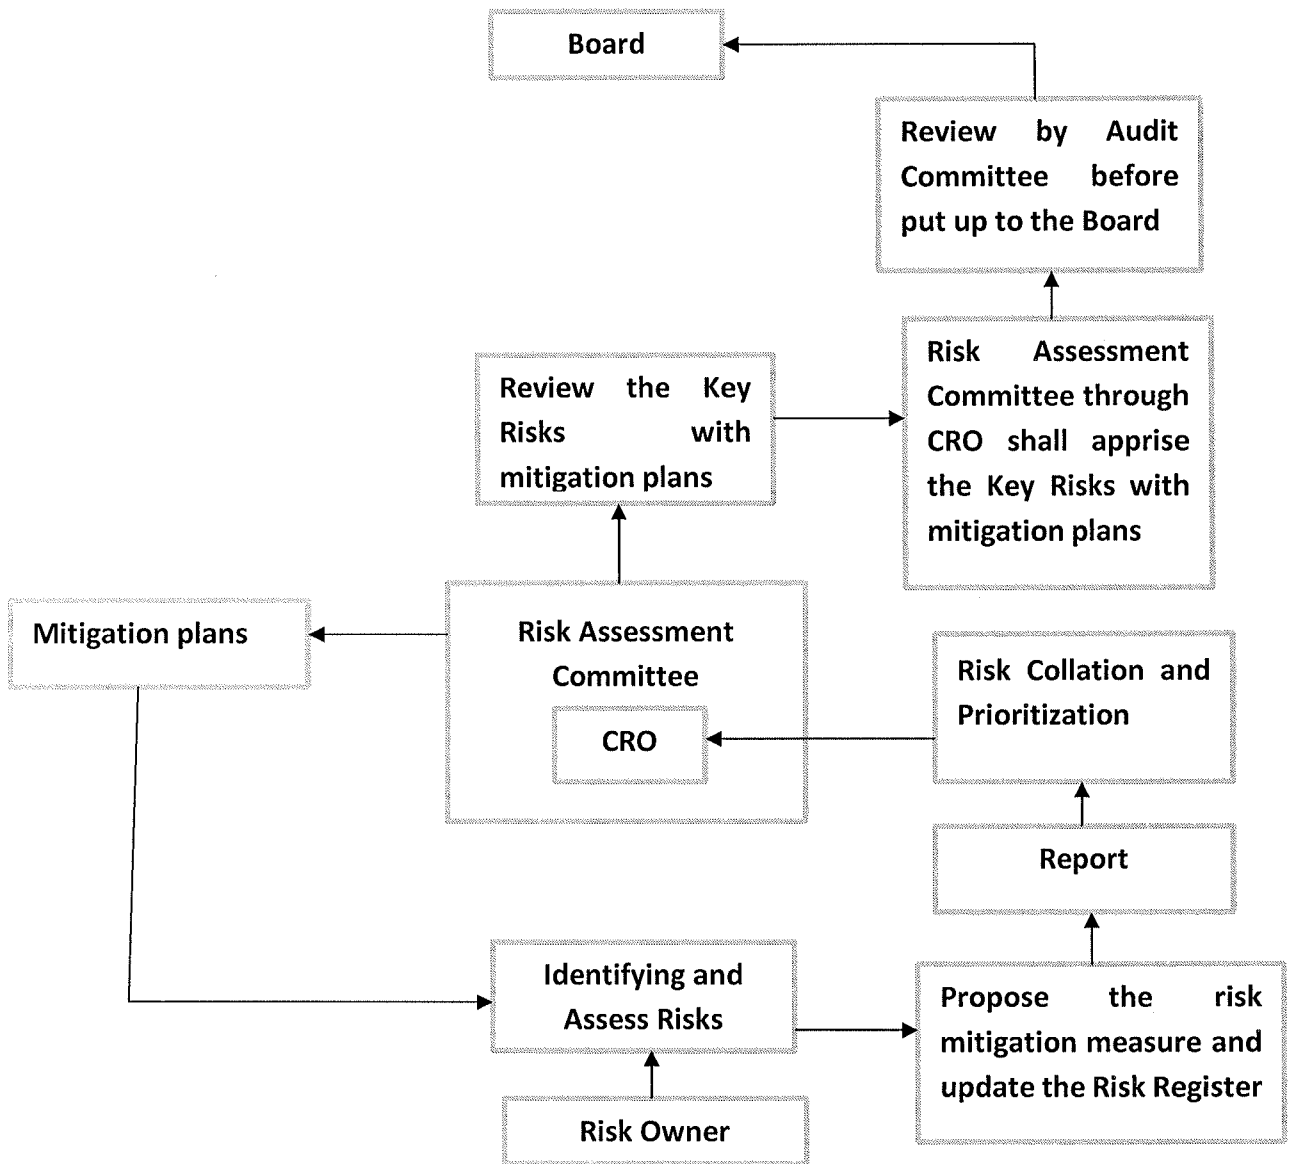 Board
Review by Audit
Committee before
put up to the Board
Risk Assessment
Committee through
CRO shall apprise
the Key Risks with
mitigation plans
Review the Key
Risks with
mitigation plans
Mitigation plans
Risk Assessment
Committee
CRO
Risk Collation and
Prioritization
Report
Identifying and
Assess Risks
Propose the risk
mitigation measure and
update the Risk Register
Risk Owner